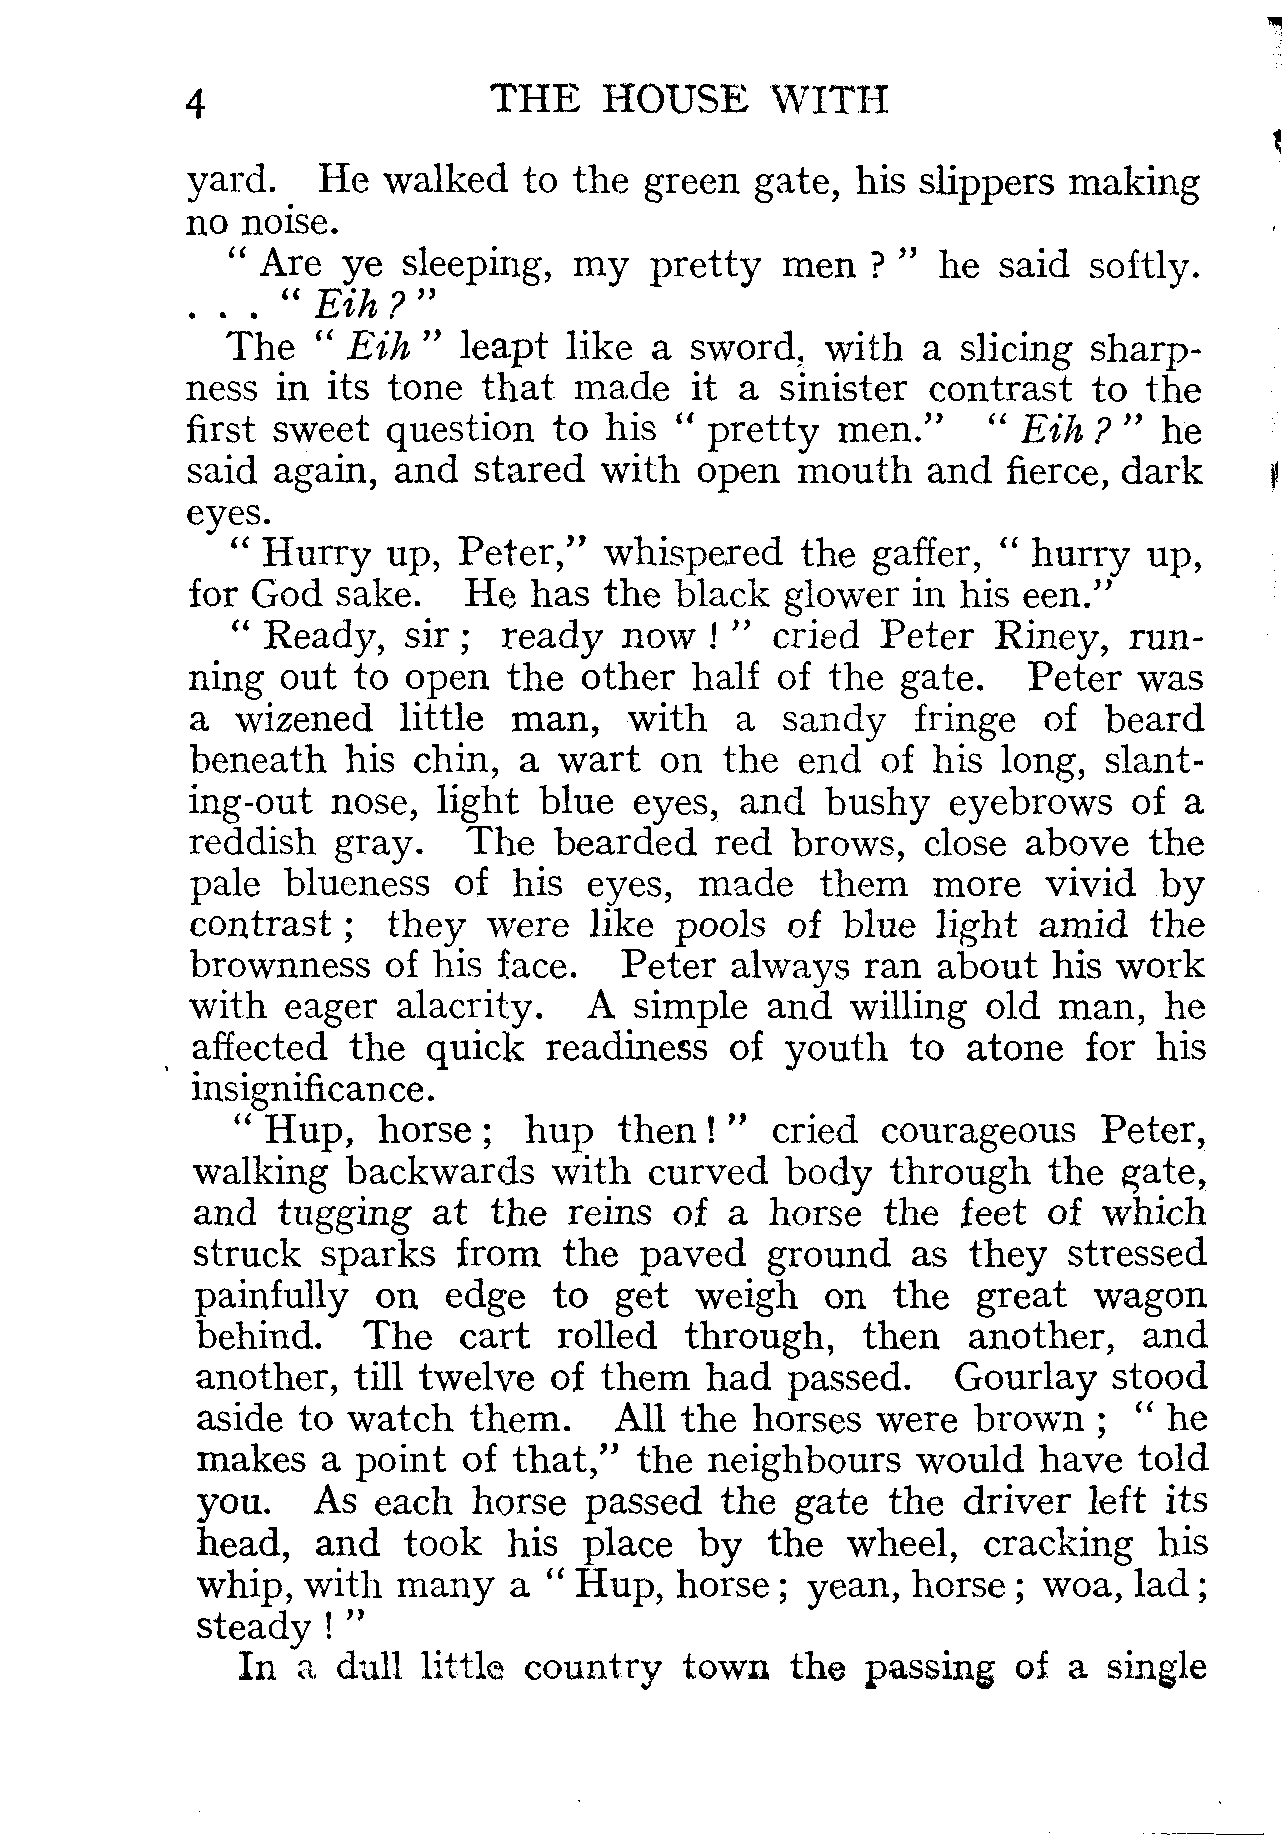 4 THE HOUSE WITH
yard. He walked to the green gate, his slippers making
no noise.
“ Are ye sleeping, my pretty men ? ” he said softly.
. . . “ Eih ? ”
The “ Eih ” leapt like a sword, with a slicing sharp-
ness in its tone that made it a sinister contrast to the
first sweet question to his “ pretty men.” “ Eih ? ” he
said again, and stared with open mouth and fierce, dark
eyes.
“ Hurry up, Peter,” whispered the gaffer, “ hurry up,
for God sake. He has the black glower in his een.”
“ Ready, sir ; ready now ! ” cried Peter Riney, run-
ning out to open the other half of the gate. Peter was
a wizened little man, with a sandy fringe of beard
beneath his chin, a wart on the end of his long, slant-
ing-out nose, light blue eyes, and bushy eyebrows of a
reddish gray. The bearded red brows, close above the
pale blueness of his eyes, made them more vivid by
contrast ; they were like pools of blue light amid the
brownness of his face. Peter always ran about his work
with eager alacrity. A simple and willing old man, he
affected the quick readiness of youth to atone for his
insignificance.
“ Hup, horse ; hup then ! ” cried courageous Peter,
walking backwards with curved body through the gate,
and tugging at the reins of a horse the feet of which
struck sparks from the paved ground as they stressed
painfully on edge to get weigh on the great wagon
behind. The cart rolled through, then another, and
another, till twelve of them had passed. Gourlay stood
aside to watch them. All the horses were brown ; “ he
makes a point of that,” the neighbours would have told
you. As each horse passed the gate the driver left its
head, and took his place by the wheel, cracking his
whip, with many a “ Hup, horse ; yean, horse ; woa, lad ;
steady ! ”
In a dull little country town the passing of a single